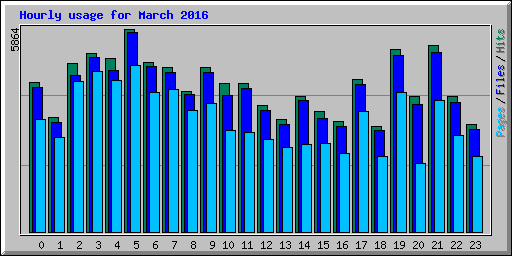 Hourly usage for March 2016
5864
Pages / Files / Hits
0 1 2 3 4 5 6 7 8 9 10 11 12 13 14 15 16 17 18 19 20 21 22 23